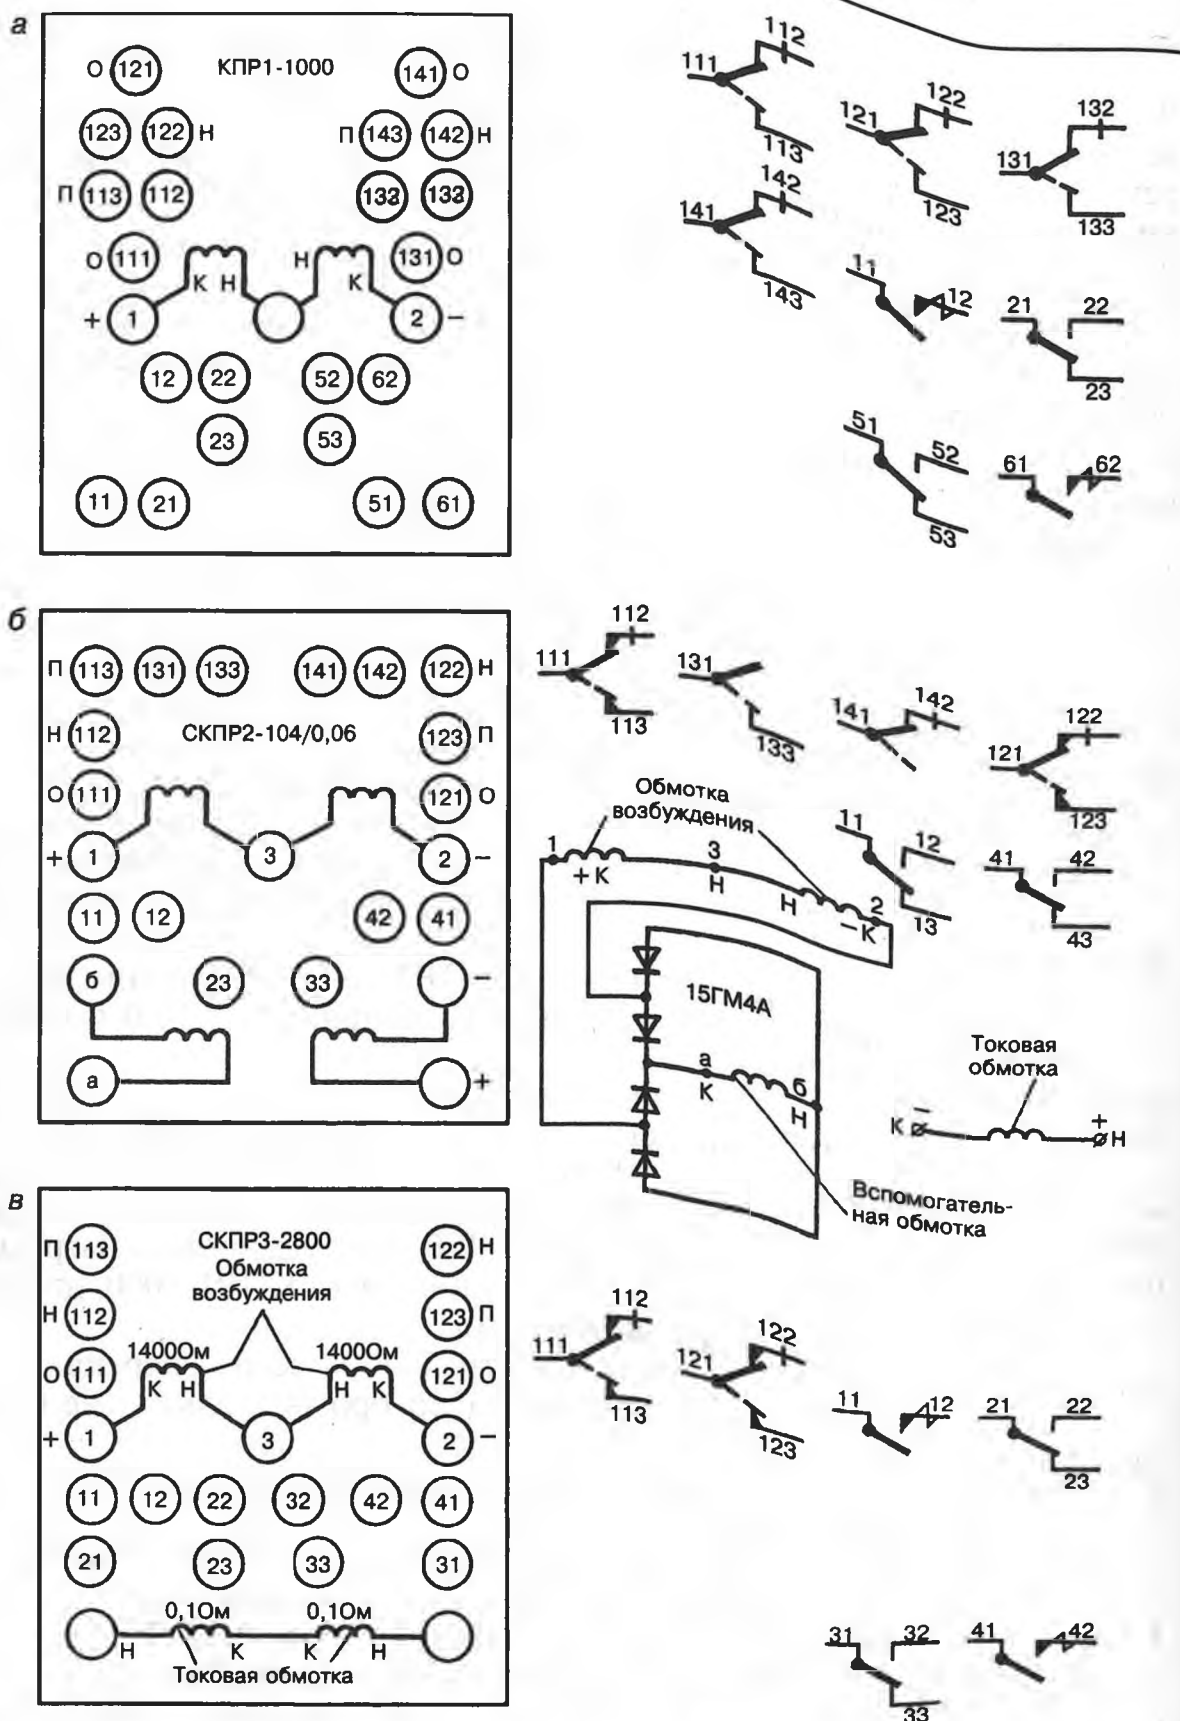 а
О 121 КПР1-1000 141 О
123 122 Н П 143 142 Н
П 113 112 132 133
О 111 Н 131 О
К Н К
+ 1 2 −
12 22 52 62
23 53
11 21 51 61
111 112 113
121 122 123
131 132 133
141 142 143
11 12
21 22 23
51 52 53
61 62
б
П 113 131 133 141 142 122 Н
Н 112 СКПР2-104/0,06 123 П
О 111 121 О
+ 1 3 2 −
11 12 42 41
б 23 33 −
а +
111 112 113
131 133
141 142
121 122 123
Обмотка
возбуждения
1 3 2
+ К Н Н − К
11 12 13
41 42 43
15ГМ4А
а б
К Н
Токовая
обмотка
К − + Н
Вспомогатель-
ная обмотка
в
П 113 СКПР3-2800 122 Н
Обмотка
возбуждения
Н 112 123 П
1400Ом 1400Ом
О 111 К Н Н К 121 О
+ 1 3 2 −
11 12 22 32 42 41
21 23 33 31
0,1Ом 0,1Ом
Н К К Н
Токовая обмотка
111 112 113
121 122 123
11 12
21 22 23
31 32 33
41 42